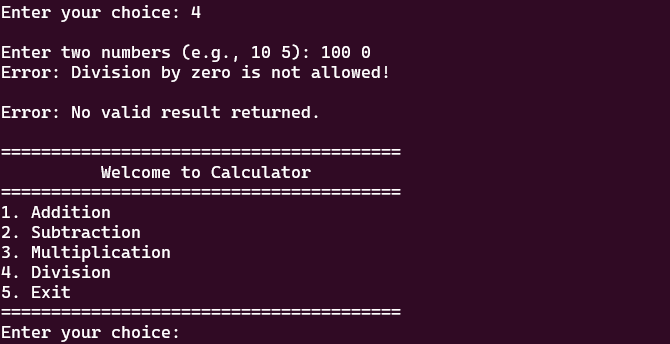 Enter your choice: 4
Enter two numbers (e.g., 10 5): 100 0
Error: Division by zero is not allowed!
Error: No valid result returned.
========================================
Welcome to Calculator
========================================
1. Addition
2. Subtraction
3. Multiplication
4. Division
5. Exit
========================================
Enter your choice: